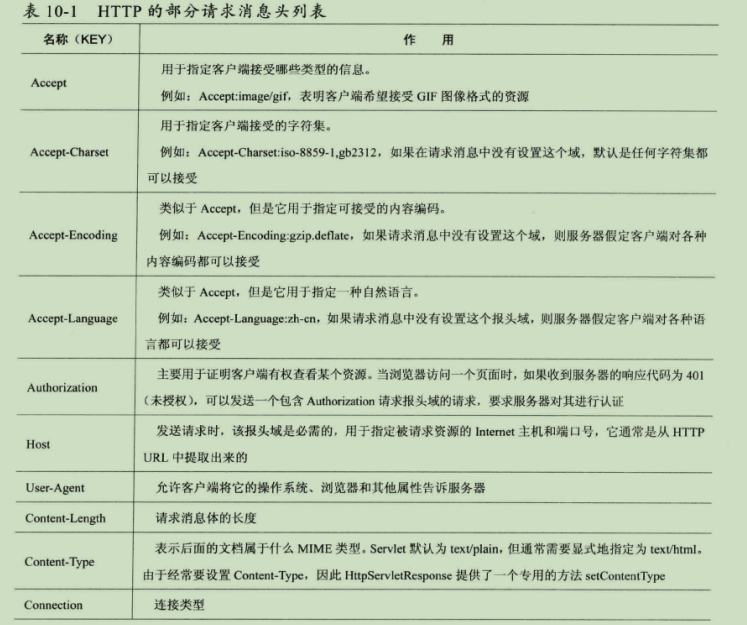 表 10-1 HTTP 的部分请求消息头列表
名称（KEY）
作 用
Accept
用于指定客户端接受哪些类型的信息。
例如：Accept:image/gif，表明客户端希望接受 GIF 图像格式的资源
Accept-Charset
用于指定客户端接受的字符集。
例如：Accept-Charset:iso-8859-1,gb2312，如果在请求消息中没有设置这个域，默认是任何字符集都
可以接受
Accept-Encoding
类似于 Accept，但是它用于指定可接受的内容编码。
例如：Accept-Encoding:gzip.deflate，如果请求消息中没有设置这个域，则服务器假定客户端对各种
内容编码都可以接受
Accept-Language
类似于 Accept，但是它用于指定一种自然语言。
例如：Accept-Language:zh-cn，如果请求消息中没有设置这个报头域，则服务器假定客户端对各种语
言都可以接受
Authorization
主要用于证明客户端有权查看某个资源。当浏览器访问一个页面时，如果收到服务器的响应代码为 401
（未授权），可以发送一个包含 Authorization 请求报头域的请求，要求服务器对其进行认证
Host
发送请求时，该报头域是必需的，用于指定被请求资源的 Internet 主机和端口号，它通常是从 HTTP
URL 中提取出来的
User-Agent
允许客户端将它的操作系统、浏览器和其他属性告诉服务器
Content-Length
请求消息体的长度
Content-Type
表示后面的文档属于什么 MIME 类型。Servlet 默认为 text/plain，但通常需要显式地指定为 text/html。
由于经常要设置 Content-Type，因此 HttpServletResponse 提供了一个专用的方法 setContentType
Connection
连接类型